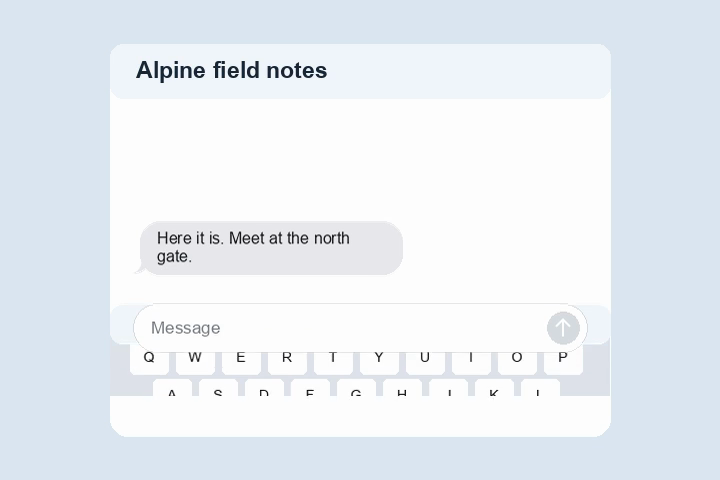 Alpine field notes
Here it is. Meet at the north
gate.
Message
Q W E R T Y U I O P
A S D F G H J K L